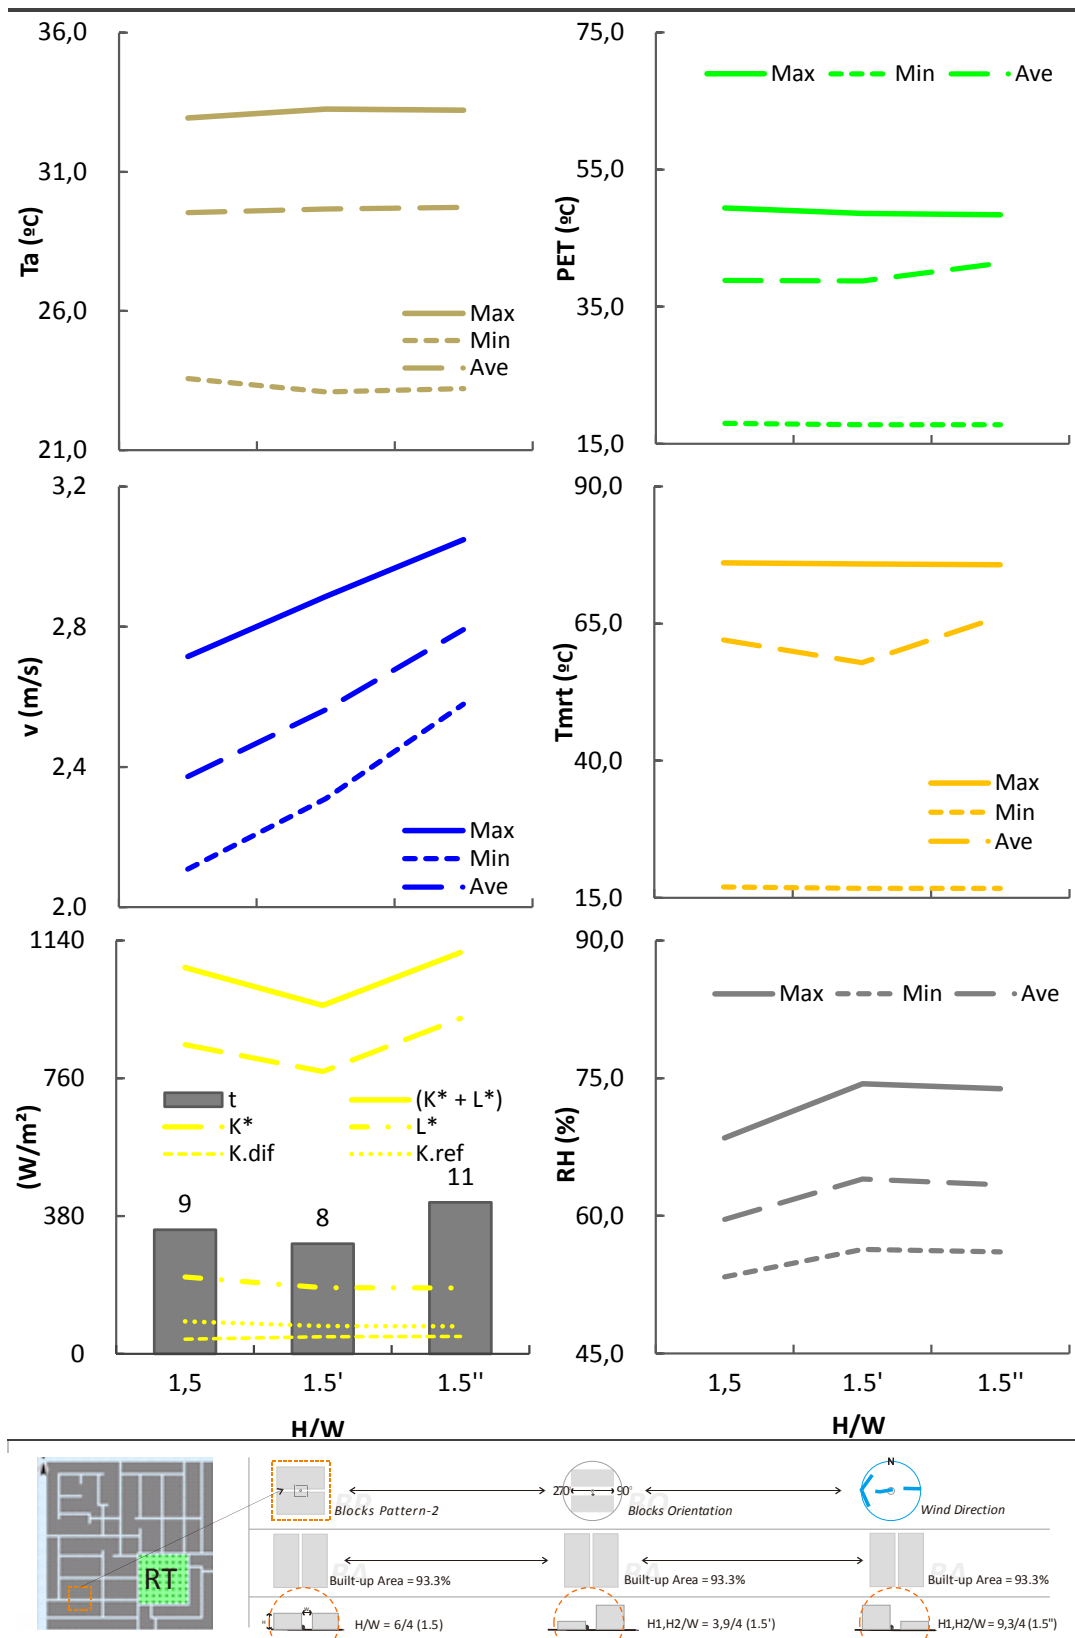 36,0
31,0
26,0
21,0
Ta (ºC)
Max
Min
Ave
75,0
55,0
35,0
15,0
PET (ºC)
Max Min Ave
3,2
2,8
2,4
2,0
v (m/s)
Max
Min
Ave
90,0
65,0
40,0
15,0
Tmrt (ºC)
Max
Min
Ave
1140
760
380
0
(W/m²)
t (K* + L*)
K* L*
K.dif K.ref
9 8 11
1,5 1.5' 1.5''
H/W
90,0
75,0
60,0
45,0
RH (%)
Max Min Ave
1,5 1.5' 1.5''
H/W
RT
Blocks Pattern-2
270 90°
Blocks Orientation
N
Wind Direction
Built-up Area = 93.3%
Built-up Area = 93.3%
Built-up Area = 93.3%
H/W = 6/4 (1.5)
H1,H2/W = 3,9/4 (1.5')
H1,H2/W = 9,3/4 (1.5")